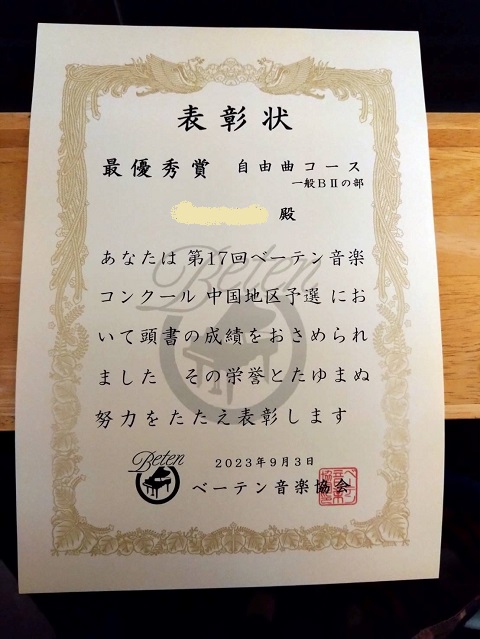 表彰状
最優秀賞 自由曲コース
一般BⅡの部
殿
あなたは 第17回ベーテン音楽
コンクール 中国地区予選 にお
いて頭書の成績をおさめられ
ました その栄誉とたゆまぬ
努力をたたえ表彰します
Beten
Beten
2023年9月3日
ベーテン音楽協会